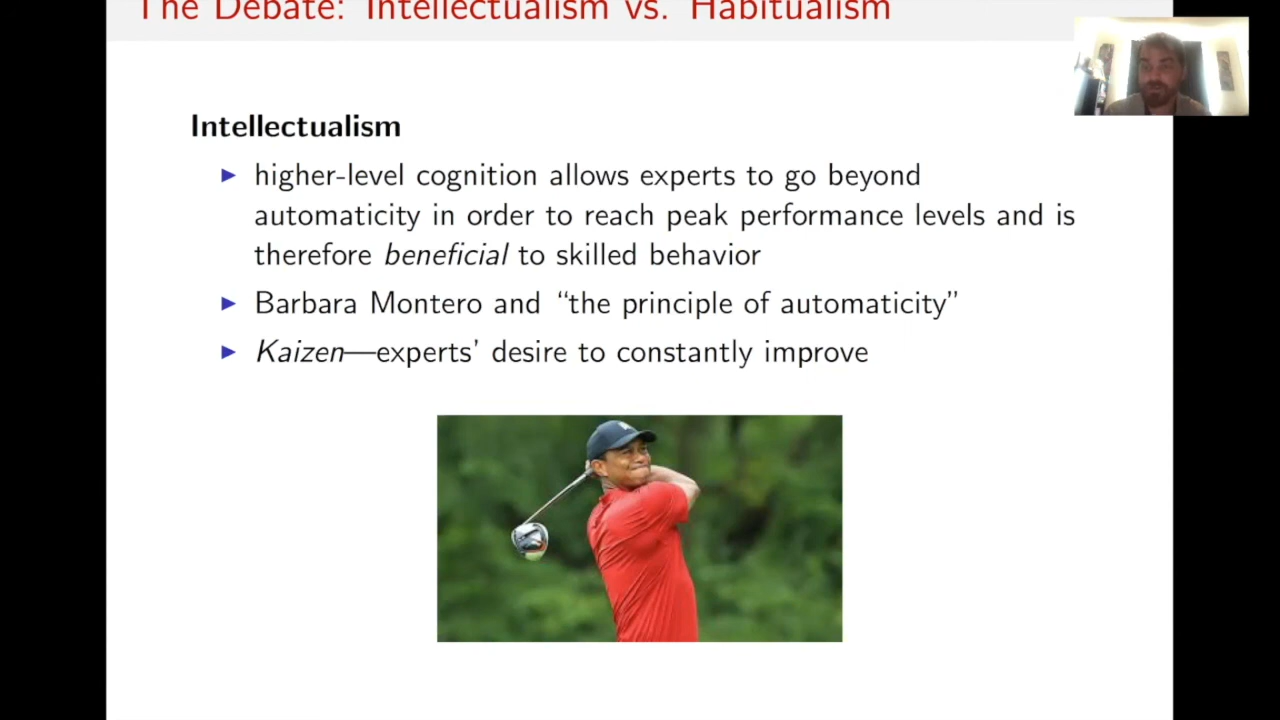 The Debate: Intellectualism vs. Habitualism
Intellectualism
higher-level cognition allows experts to go beyond
automaticity in order to reach peak performance levels and is
therefore beneficial to skilled behavior
Barbara Montero and “the principle of automaticity”
Kaizen—experts’ desire to constantly improve